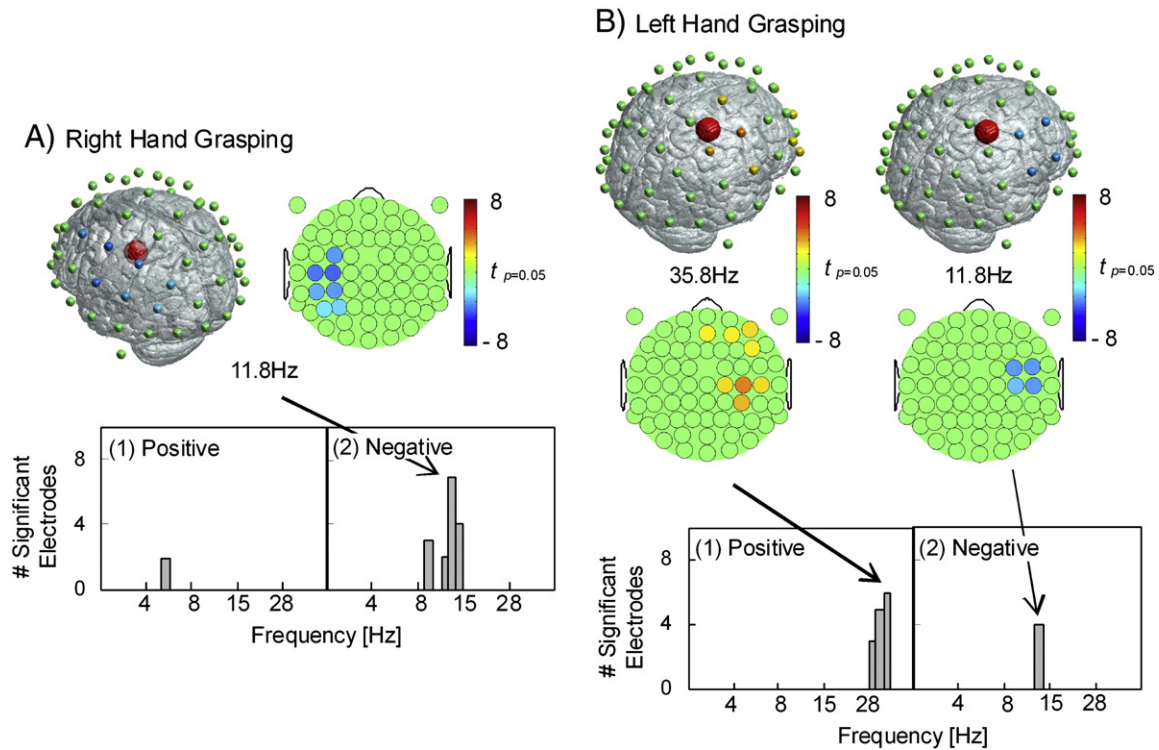 A) Right Hand Grasping
8
t p=0.05
- 8
11.8Hz
(1) Positive
(2) Negative
# Significant
Electrodes
8
4
0
4 8 15 28
4 8 15 28
Frequency [Hz]
B) Left Hand Grasping
35.8Hz
8
t p=0.05
- 8
11.8Hz
8
t p=0.05
- 8
(1) Positive
(2) Negative
# Significant
Electrodes
8
4
0
4 8 15 28
4 8 15 28
Frequency [Hz]